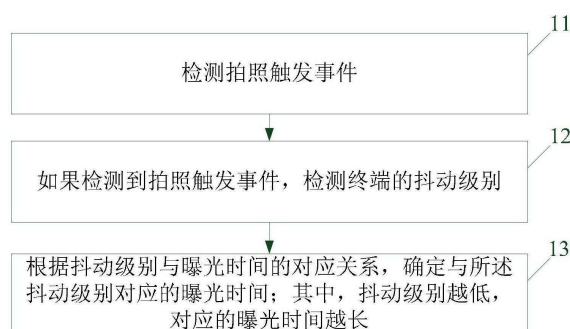 11
检测拍照触发事件
12
如果检测到拍照触发事件，检测终端的抖动级别
13
根据抖动级别与曝光时间的对应关系，确定与所述
抖动级别对应的曝光时间；其中，抖动级别越低，
对应的曝光时间越长